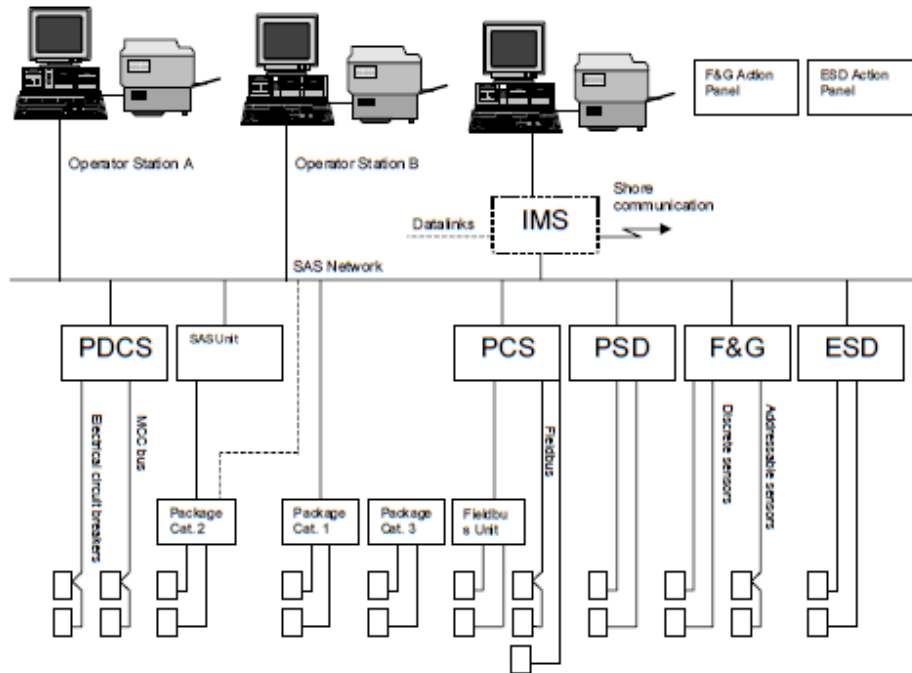 F&G Action
Panel
ESD Action
Panel
Operator Station A
Operator Station B
Shore
communication
Datalinks
IMS
SAS Network
PDCS
SAS Unit
PCS
PSD
F&G
ESD
Electrical circuit breakers
MCC bus
Fieldbus
Discrete sensors
Addressable sensors
Package
Cat. 2
Package
Cat. 1
Package
Cat. 3
Fieldbu
s Unit